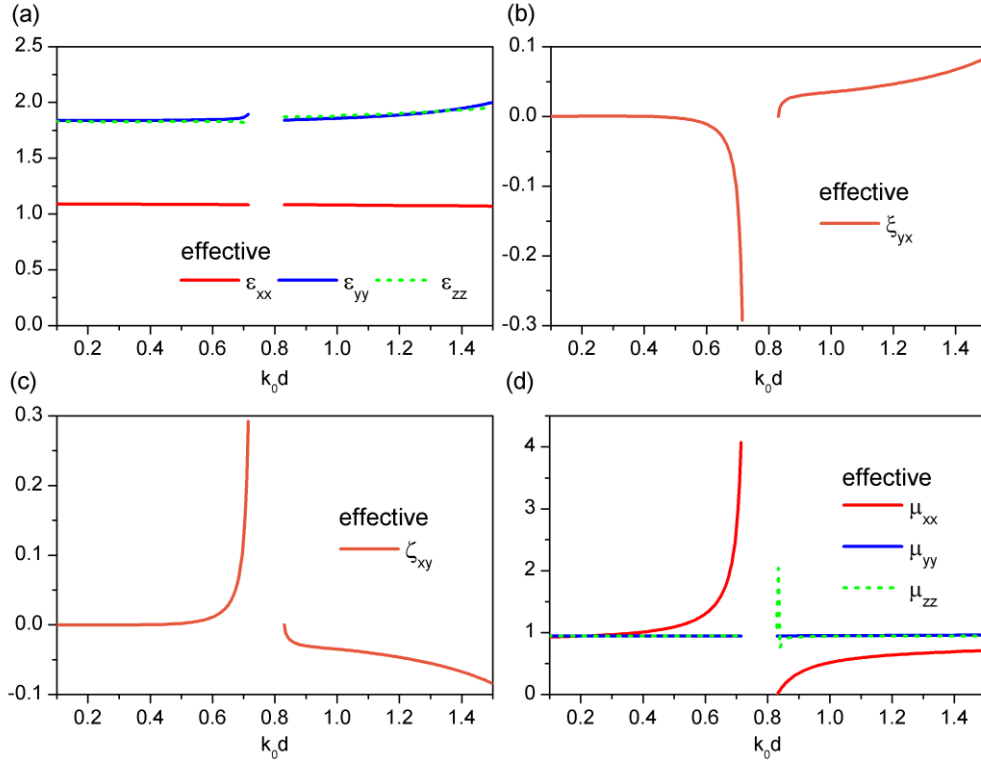 (a)
2.5
2.0
1.5
1.0
0.5
0.0
effective
εxx
εyy
εzz
0.2 0.4 0.6 0.8 1.0 1.2 1.4
k0d
(b)
0.1
0.0
-0.1
-0.2
-0.3
effective
ξyx
0.2 0.4 0.6 0.8 1.0 1.2 1.4
k0d
(c)
0.3
0.2
0.1
0.0
-0.1
effective
ζxy
0.2 0.4 0.6 0.8 1.0 1.2 1.4
k0d
(d)
4
3
2
1
0
effective
μxx
μyy
μzz
0.2 0.4 0.6 0.8 1.0 1.2 1.4
k0d